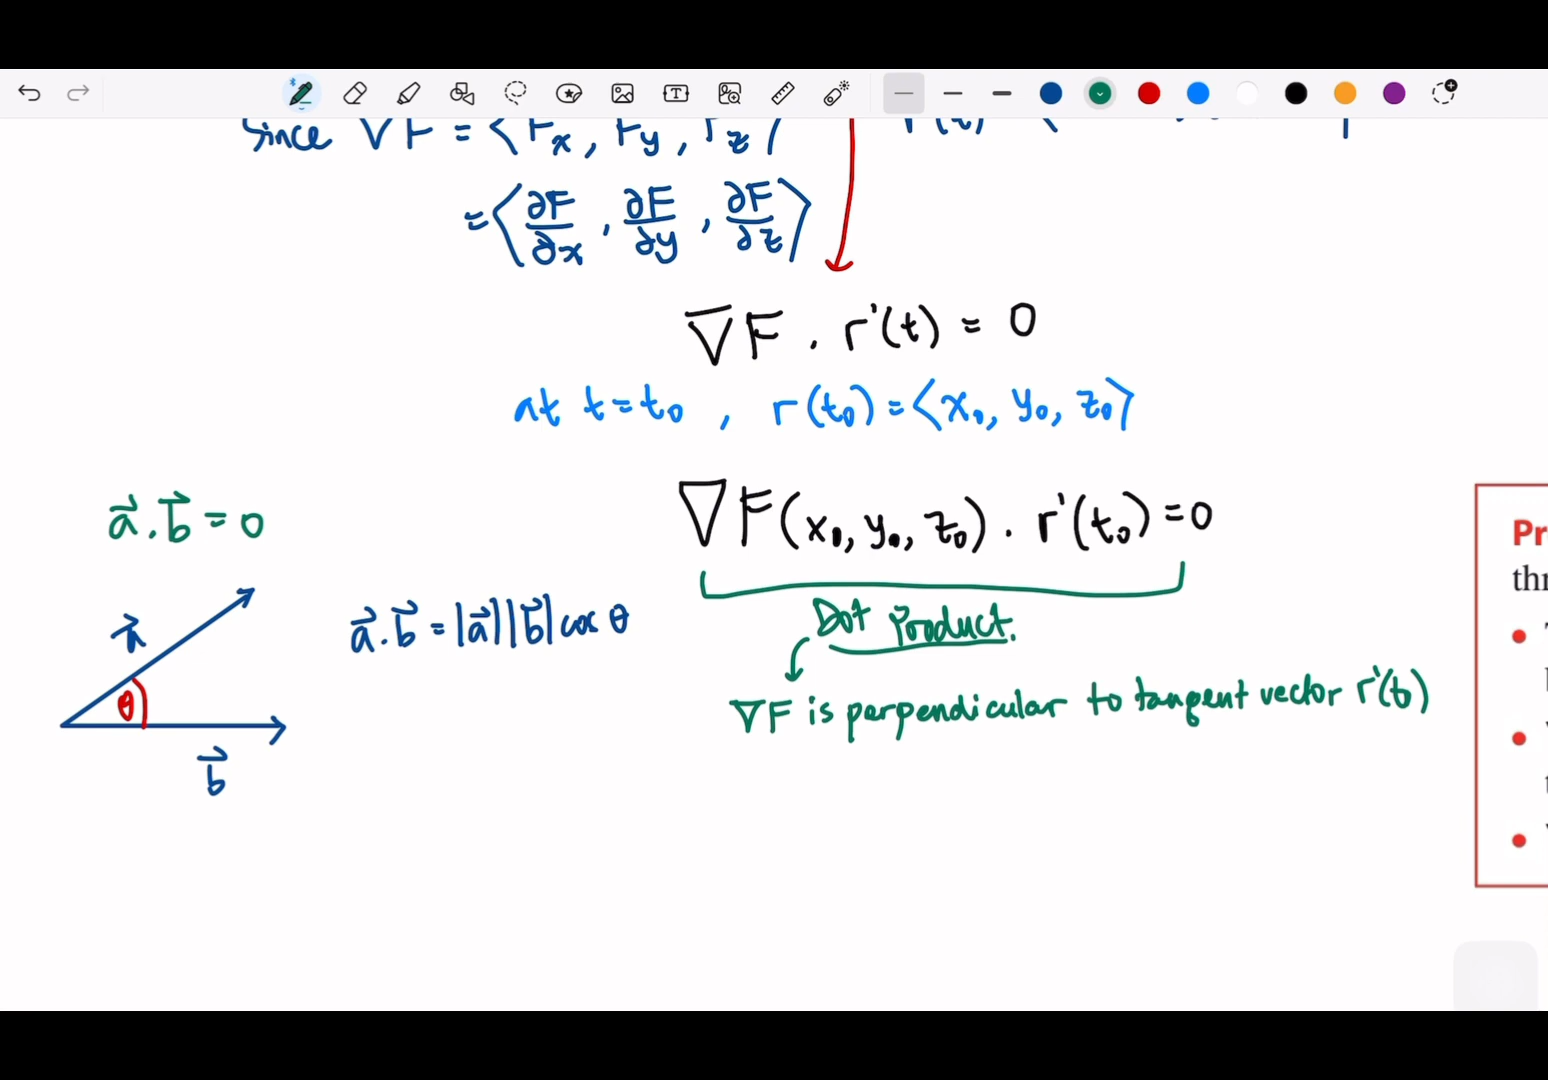 Since ∇F = ⟨Fx, Fy, Fz⟩
r'(t)
= ⟨∂F/∂x, ∂F/∂y, ∂F/∂z⟩
∇F . r'(t) = 0
at t = t₀ , r(t₀) = ⟨x₀, y₀, z₀⟩
a⃗ . b⃗ = 0
∇F(x₀, y₀, z₀) . r'(t₀) = 0
a⃗
a⃗ . b⃗ = |a⃗| |b⃗| cos θ
Dot Product.
θ
∇F is perpendicular to tangent vector r'(t)
b⃗
Pr
thr